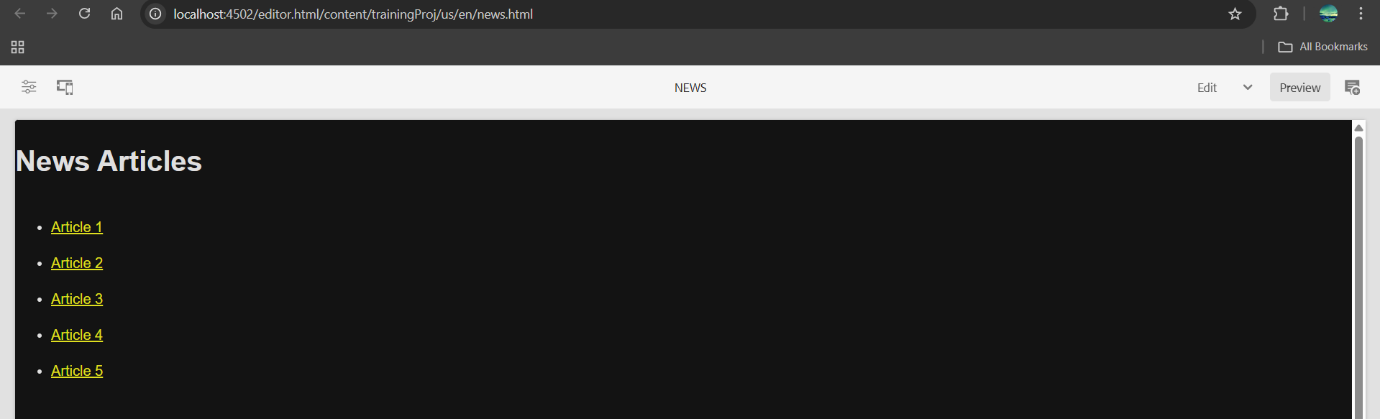 localhost:4502/editor.html/content/trainingProj/us/en/news.html
All Bookmarks
NEWS
Edit
Preview
News Articles
Article 1
Article 2
Article 3
Article 4
Article 5